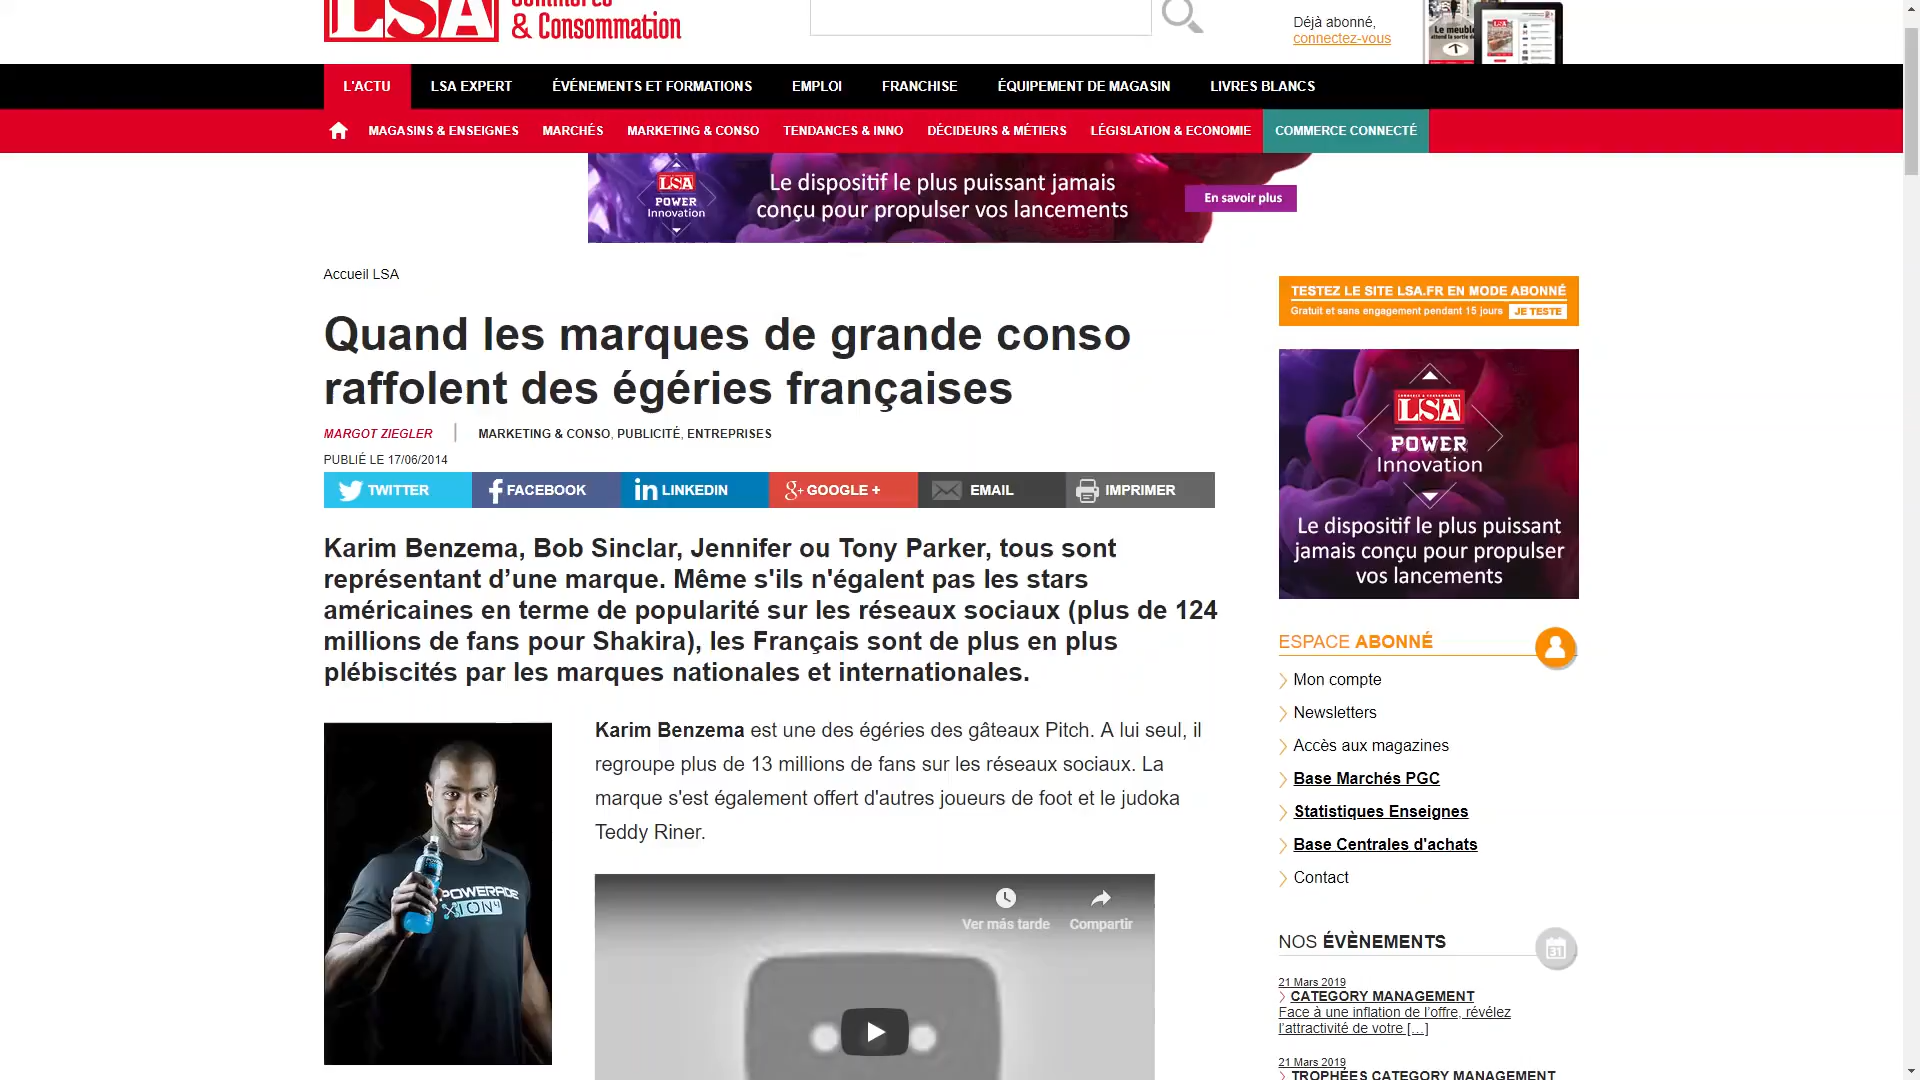 LSA
& Consommation
Déjà abonné,
connectez-vous
L'ACTU LSA EXPERT ÉVÉNEMENTS ET FORMATIONS EMPLOI FRANCHISE ÉQUIPEMENT DE MAGASIN LIVRES BLANCS
MAGASINS & ENSEIGNES MARCHÉS MARKETING & CONSO TENDANCES & INNO DÉCIDEURS & MÉTIERS LÉGISLATION & ECONOMIE COMMERCE CONNECTÉ
LSA
POWER
Innovation
Le dispositif le plus puissant jamais
conçu pour propulser vos lancements
En savoir plus
Accueil LSA
Quand les marques de grande conso
raffolent des égéries françaises
MARGOT ZIEGLER | MARKETING & CONSO, PUBLICITÉ, ENTREPRISES
PUBLIÉ LE 17/06/2014
TWITTER FACEBOOK LINKEDIN GOOGLE + EMAIL IMPRIMER
Karim Benzema, Bob Sinclar, Jennifer ou Tony Parker, tous sont
représentant d’une marque. Même s'ils n'égalent pas les stars
américaines en terme de popularité sur les réseaux sociaux (plus de 124
millions de fans pour Shakira), les Français sont de plus en plus
plébiscités par les marques nationales et internationales.
POWERADE
ION4
Karim Benzema est une des égéries des gâteaux Pitch. A lui seul, il
regroupe plus de 13 millions de fans sur les réseaux sociaux. La
marque s'est également offert d'autres joueurs de foot et le judoka
Teddy Riner.
Ver más tarde Compartir
TESTEZ LE SITE LSA.FR EN MODE ABONNÉ
Gratuit et sans engagement pendant 15 jours JE TESTE
LSA
POWER
Innovation
Le dispositif le plus puissant
jamais conçu pour propulser
vos lancements
ESPACE ABONNÉ
Mon compte
Newsletters
Accès aux magazines
Base Marchés PGC
Statistiques Enseignes
Base Centrales d'achats
Contact
NOS ÉVÈNEMENTS
31
21 Mars 2019
CATEGORY MANAGEMENT
Face à une inflation de l’offre, révélez
l’attractivité de votre […]
21 Mars 2019
TROPHÉES CATEGORY MANAGEMENT